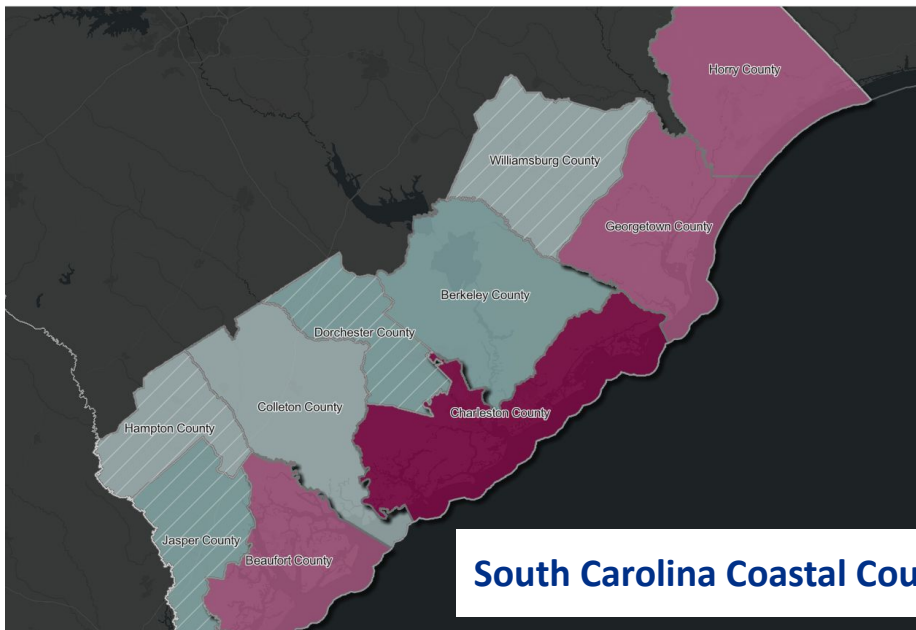 Horry County
Williamsburg County
Georgetown County
Berkeley County
Dorchester County
Colleton County
Charleston County
Hampton County
Jasper County
Beaufort County
South Carolina Coastal Cou